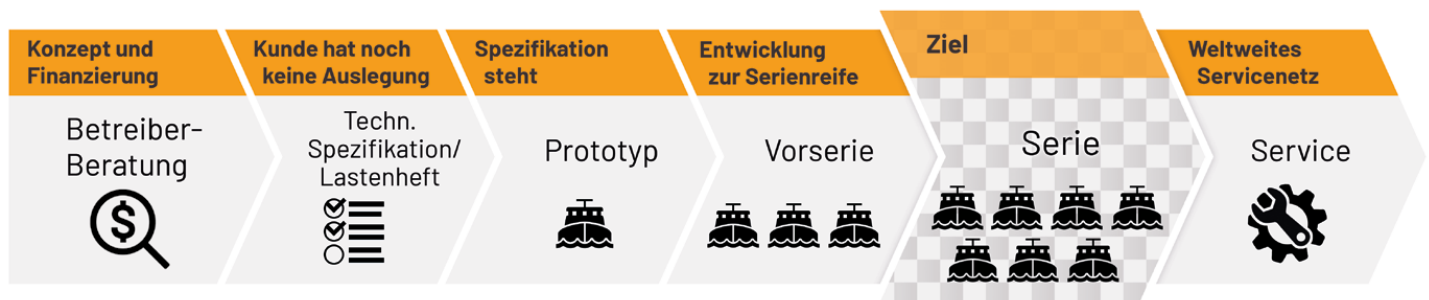 Konzept und
Finanzierung
Betreiber-
Beratung
$
Kunde hat noch
keine Auslegung
Techn.
Spezifikation/
Lastenheft
Spezifikation
steht
Prototyp
Entwicklung
zur Serienreife
Vorserie
Ziel
Serie
Weltweites
Servicenetz
Service